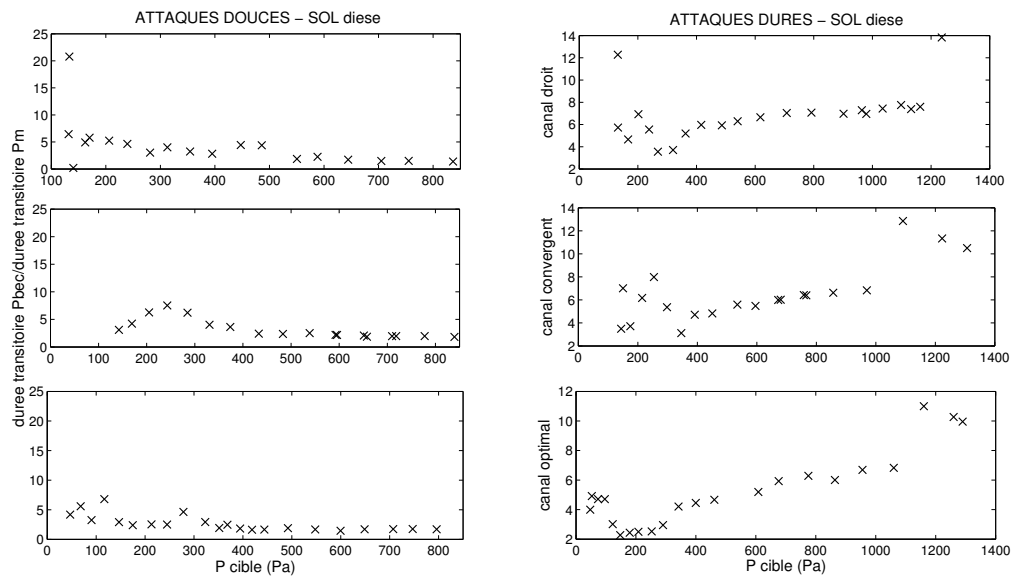 ATTAQUES DOUCES − SOL diese
25
20
15
10
5
0
100 200 300 400 500 600 700 800
25
20
15
10
5
0
0 100 200 300 400 500 600 700 800
25
20
15
10
5
0
0 100 200 300 400 500 600 700 800
P cible (Pa)
duree transitoire Pbec/duree transitoire Pm
ATTAQUES DURES − SOL diese
canal droit
14
12
10
8
6
4
2
0 200 400 600 800 1000 1200 1400
canal convergent
14
12
10
8
6
4
2
0 200 400 600 800 1000 1200 1400
canal optimal
12
10
8
6
4
2
0 200 400 600 800 1000 1200 1400
P cible (Pa)